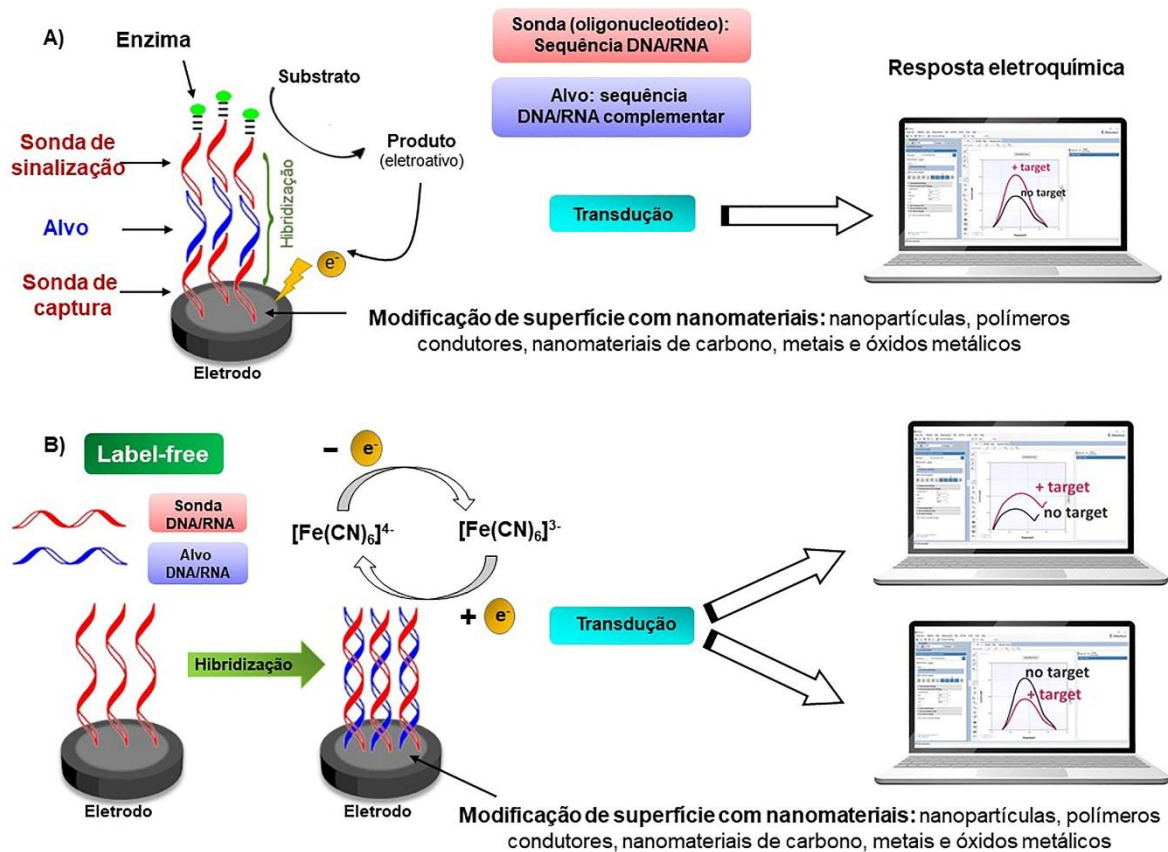 A)
Enzima
Substrato
Produto
(eletroativo)
Sonda de
sinalização
Alvo
Sonda de
captura
Hibridização
e-
Eletrodo
Sonda (oligonucleotídeo):
Sequência DNA/RNA
Alvo: sequência
DNA/RNA complementar
Transdução
Resposta eletroquímica
+ target
no target
Modificação de superfície com nanomateriais: nanopartículas, polímeros
condutores, nanomateriais de carbono, metais e óxidos metálicos
B)
Label-free
Sonda
DNA/RNA
Alvo
DNA/RNA
– e-
[Fe(CN)6]4-
[Fe(CN)6]3-
+ e-
Hibridização
Eletrodo
Eletrodo
Transdução
+ target
no target
no target
+ target
Modificação de superfície com nanomateriais: nanopartículas, polímeros
condutores, nanomateriais de carbono, metais e óxidos metálicos